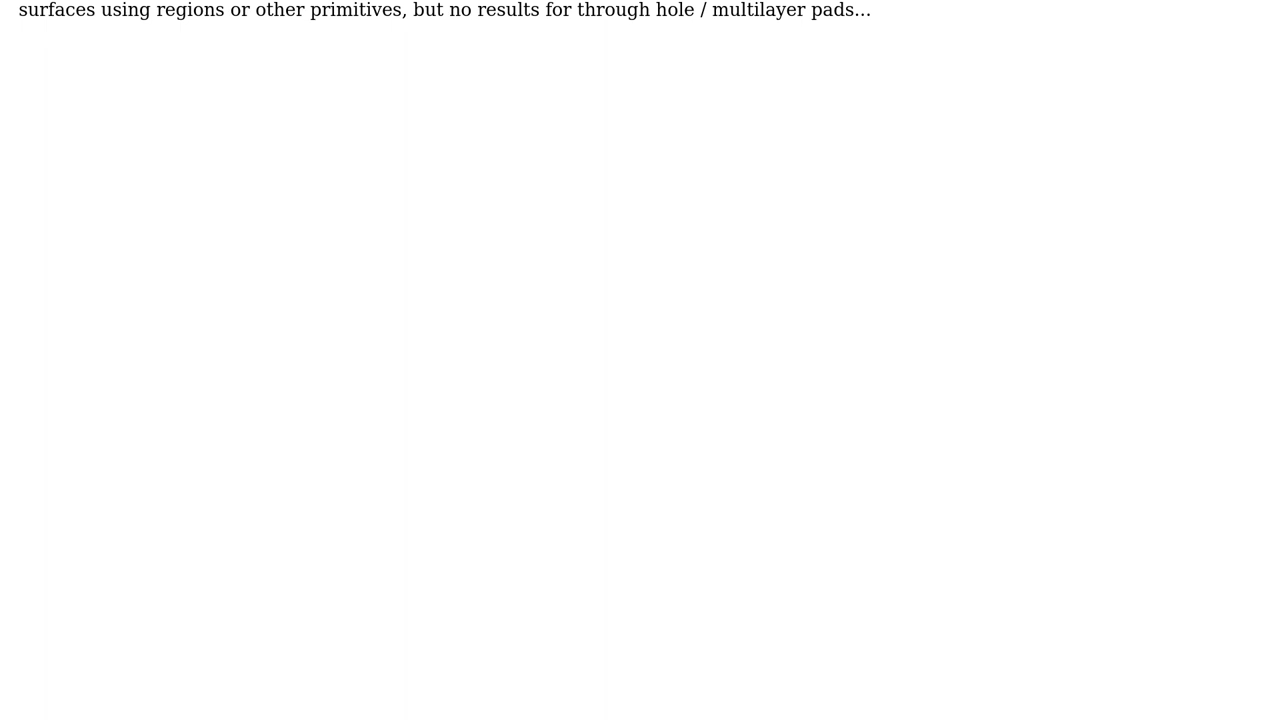 surfaces using regions or other primitives, but no results for through hole / multilayer pads...